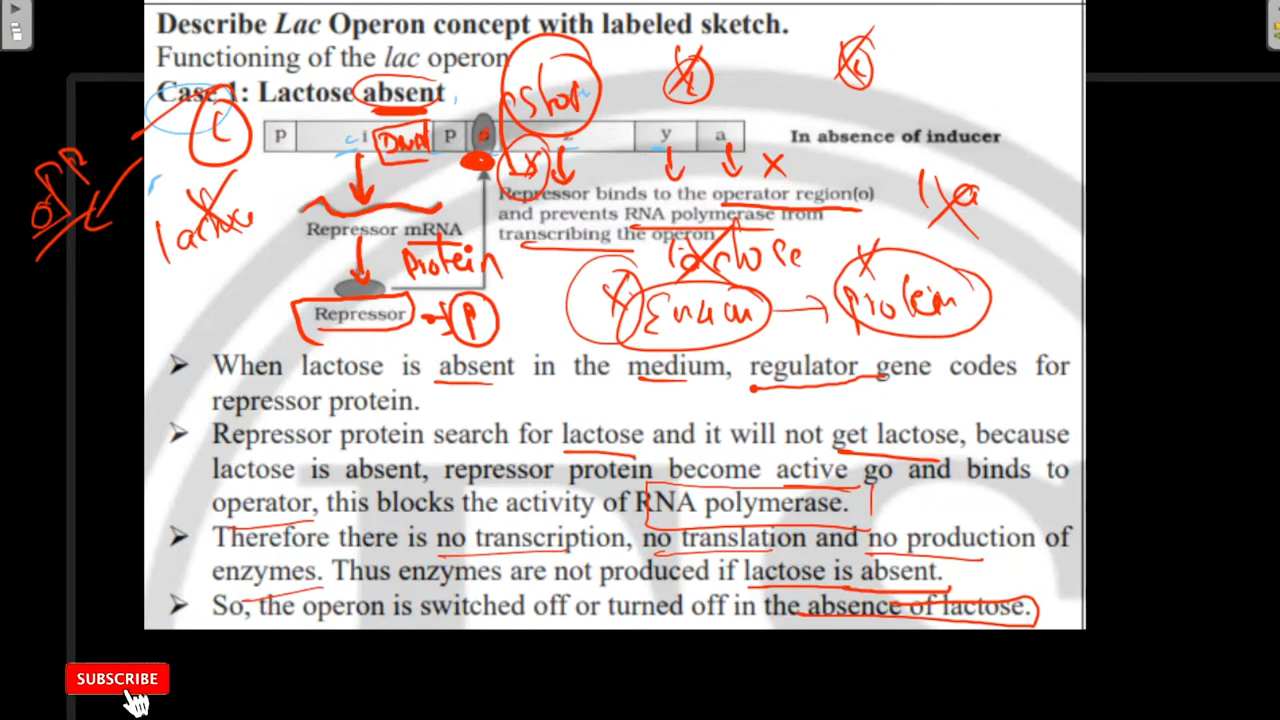 Describe Lac Operon concept with labeled sketch.
Functioning of the lac operon
Case 1: Lactose absent
stop
L
p i DNA p z y a In absence of inducer
lactose
Repressor binds to the operator region(o)
and prevents RNA polymerase from
transcribing the operon
Repressor mRNA
Protein
lactose
Repressor
P
protein
➤ When lactose is absent in the medium, regulator gene codes for
repressor protein.
➤ Repressor protein search for lactose and it will not get lactose, because
lactose is absent, repressor protein become active go and binds to
operator, this blocks the activity of RNA polymerase.
➤ Therefore there is no transcription, no translation and no production of
enzymes. Thus enzymes are not produced if lactose is absent.
➤ So, the operon is switched off or turned off in the absence of lactose.
SUBSCRIBE